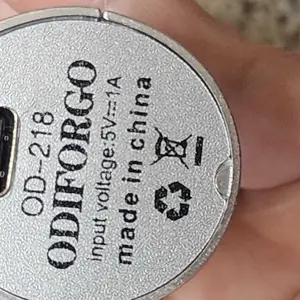 OD-218
ODIFORGO
input voltage:5V⎓1A
made in china